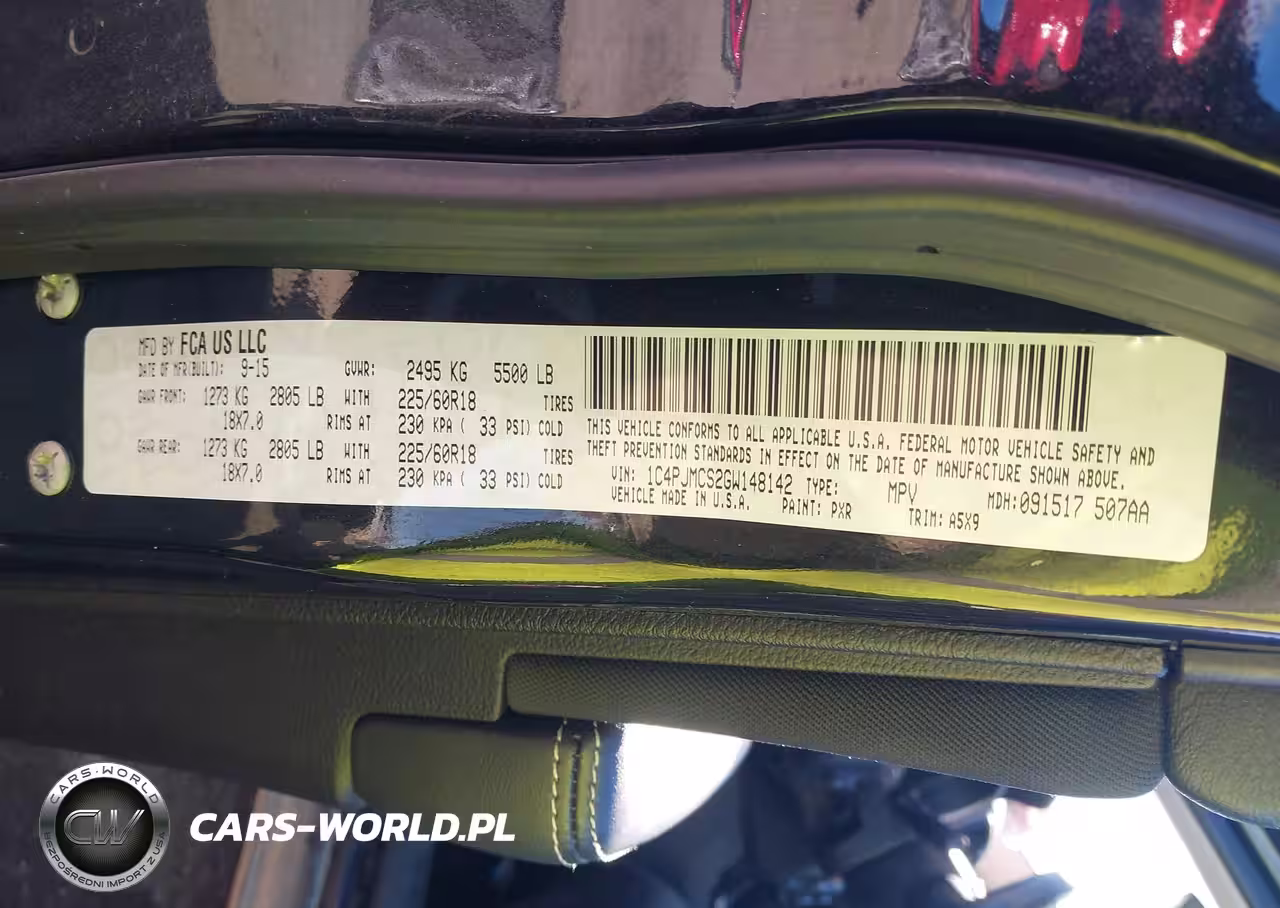 MFD BY FCA US LLC
DATE OF MFR(BUILT): 9-15 GVWR: 2495 KG 5500 LB
GAWR FRONT: 1273 KG 2805 LB WITH 225/60R18 TIRES
18X7.0 RIMS AT 230 KPA ( 33 PSI) COLD
GAWR REAR: 1273 KG 2805 LB WITH 225/60R18 TIRES
18X7.0 RIMS AT 230 KPA ( 33 PSI) COLD
THIS VEHICLE CONFORMS TO ALL APPLICABLE U.S.A. FEDERAL MOTOR VEHICLE SAFETY AND
THEFT PREVENTION STANDARDS IN EFFECT ON THE DATE OF MANUFACTURE SHOWN ABOVE.
VIN: 1C4PJMCS2GW148142 TYPE: MPV MDH:091517 507AA
VEHICLE MADE IN U.S.A. PAINT: PXR TRIM: A5X9
CARS-WORLD
CW
BEZPOŚREDNI IMPORT Z USA
CARS-WORLD.PL